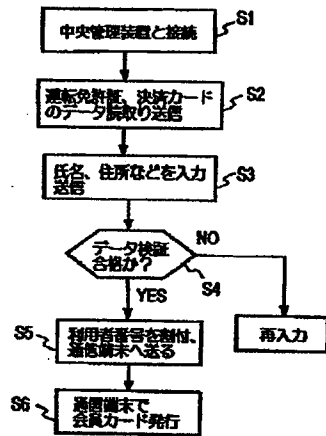 中央管理装置と接続
S1
運転免許証、決済カード
のデータ読取り送信
S2
氏名、住所などを入力
送信
S3
データ検証
合格か?
NO
S4
YES
S5
利用者番号を割付、
通信端末へ送る
再入力
S6
通信端末で
会員カード発行